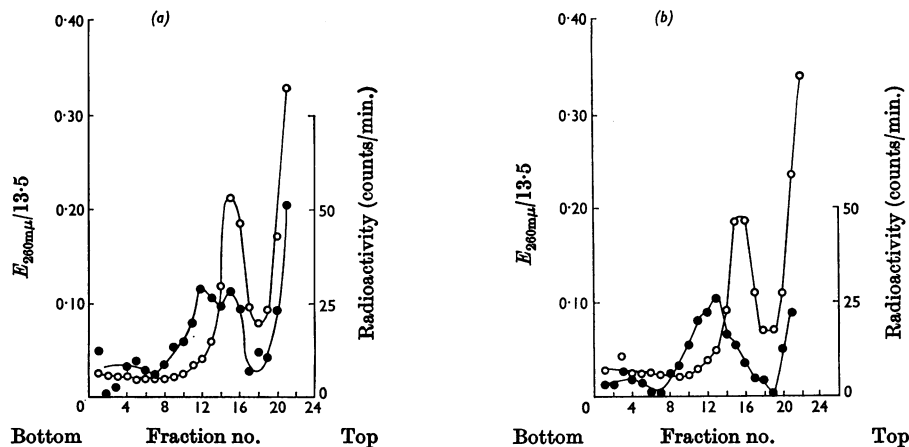 (a)
0·40
0·30
0·20
0·10
0
E260mμ/13·5
50
25
0
Radioactivity (counts/min.)
4 8 12 16 20 24
Bottom Fraction no. Top
(b)
0·40
0·30
0·20
0·10
0
E260mμ/13·5
50
25
0
Radioactivity (counts/min.)
4 8 12 16 20 24
Bottom Fraction no. Top